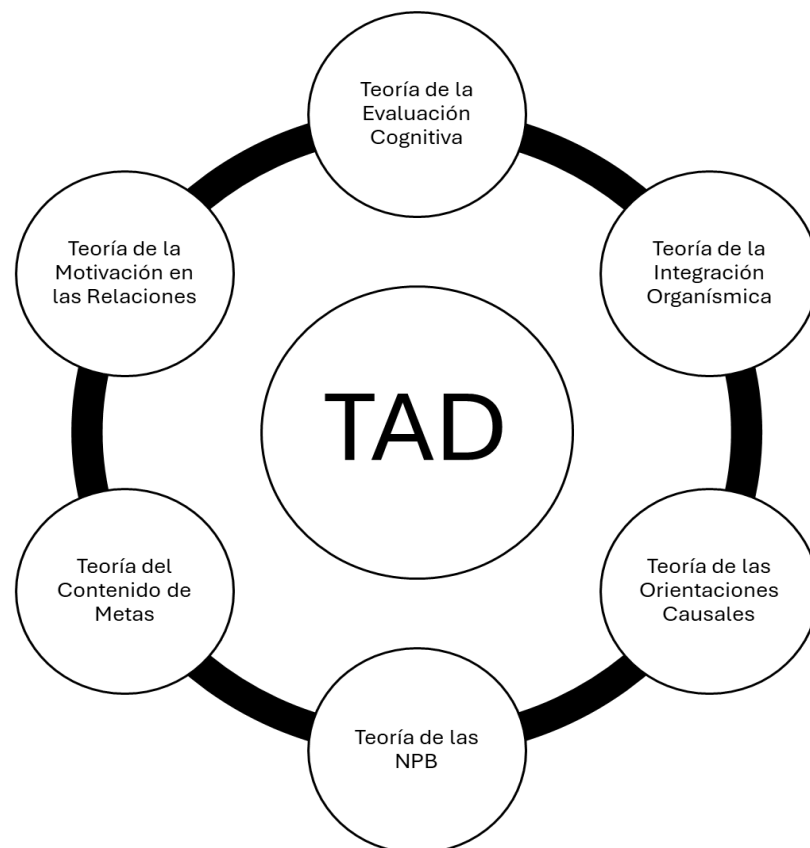 Teoría de la
Evaluación
Cognitiva
Teoría de la
Integración
Organísmica
Teoría de las
Orientaciones
Causales
Teoría de las
NPB
Teoría del
Contenido de
Metas
Teoría de la
Motivación en
las Relaciones
TAD